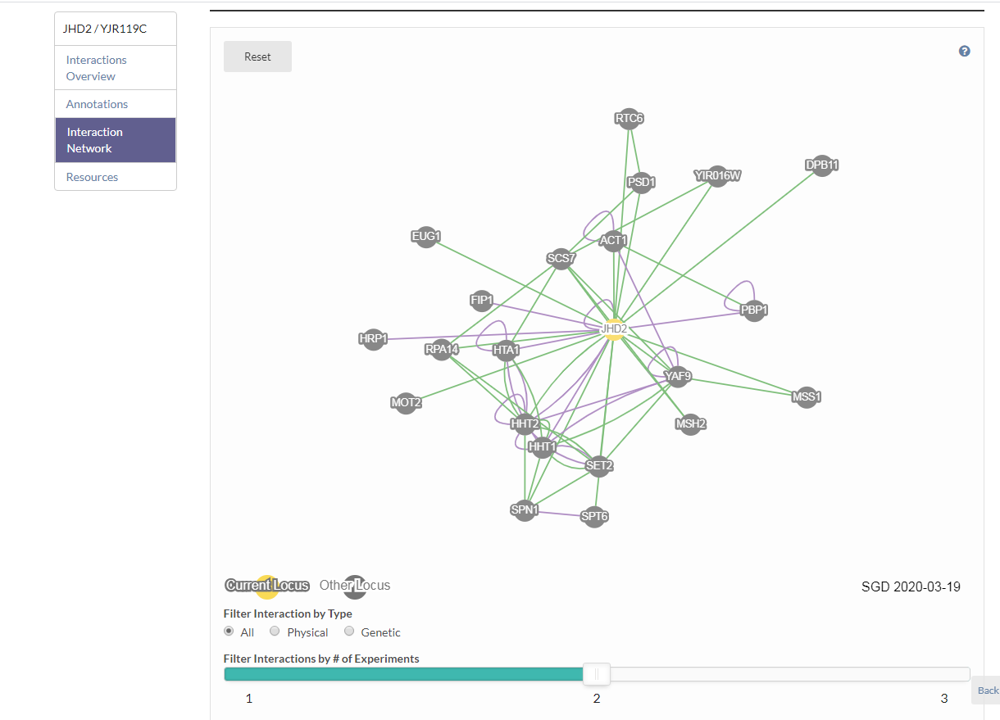 JHD2 / YJR119C
Interactions
Overview
Annotations
Interaction
Network
Resources
Reset
?
RTC6
DPB11
YIR016W
PSD1
EUG1
ACT1
SCS7
FIP1
PBP1
JHD2
HRP1
RPA14
HTA1
YAF9
MSS1
MOT2
HHT2
MSH2
HHT1
SET2
SPN1
SPT6
Current Locus Other Locus
SGD 2020-03-19
Filter Interaction by Type
All Physical Genetic
Filter Interactions by # of Experiments
1 2 3
Back